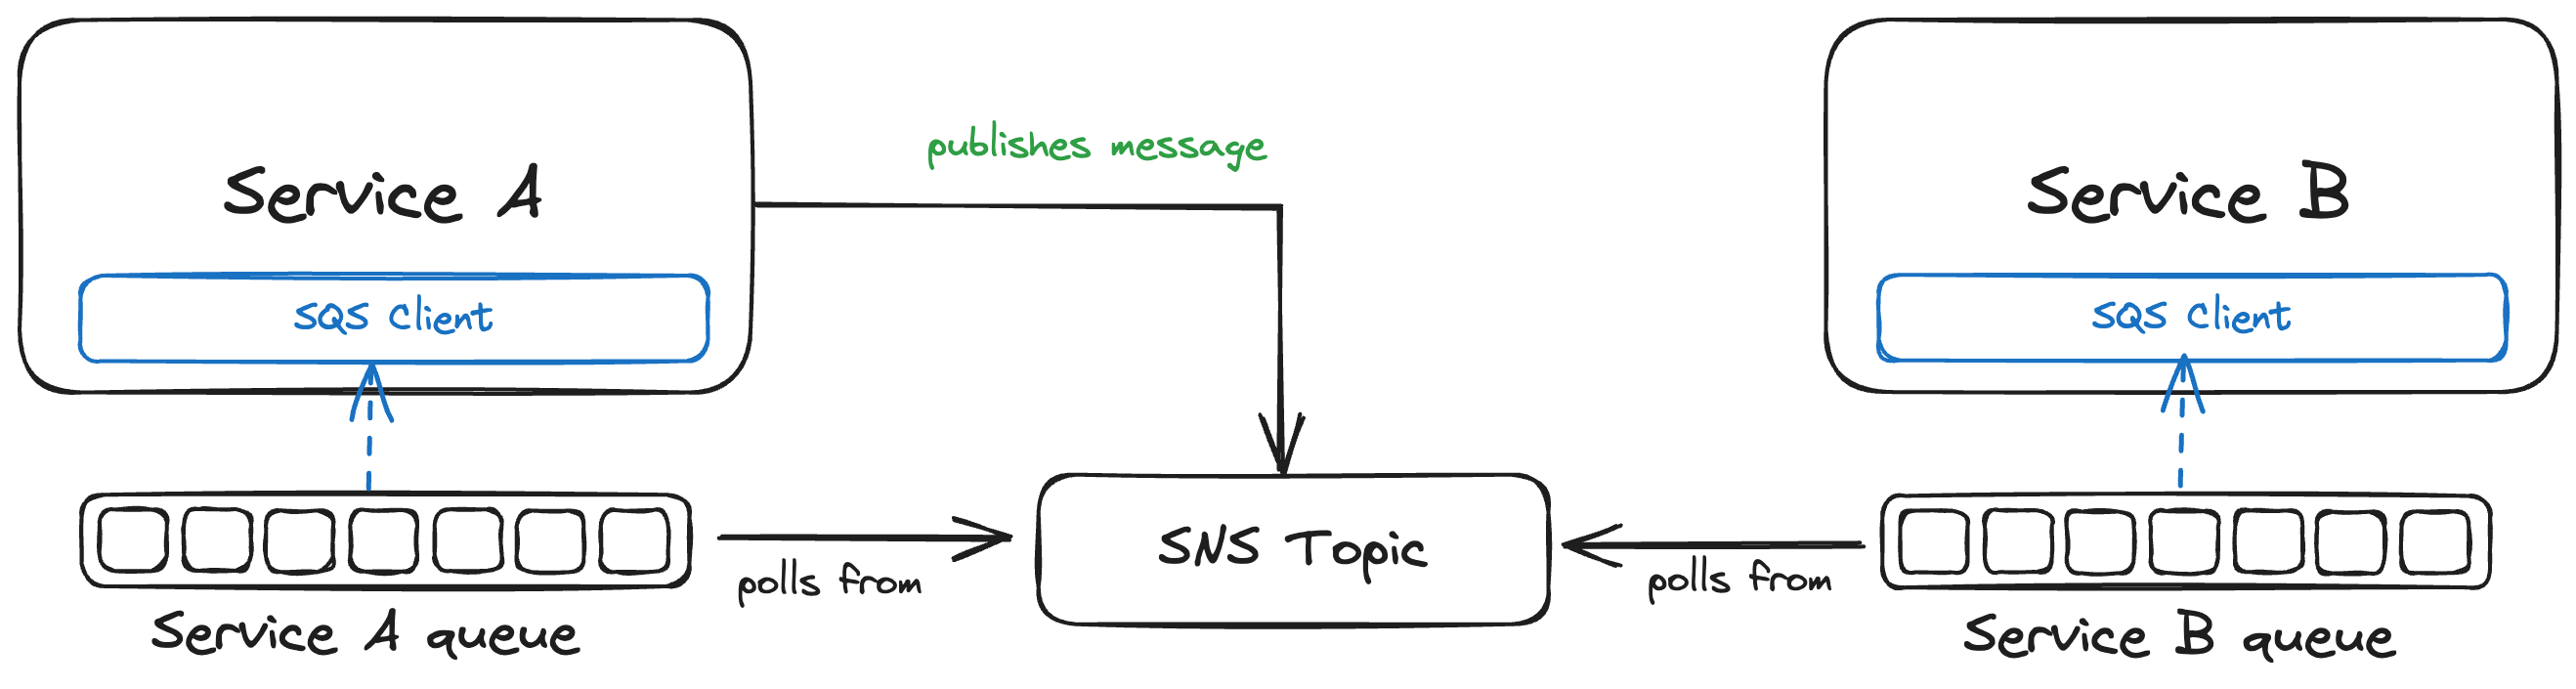 publishes message
Service A
Service B
SQS Client
SQS Client
SNS Topic
polls from
polls from
Service A queue
Service B queue